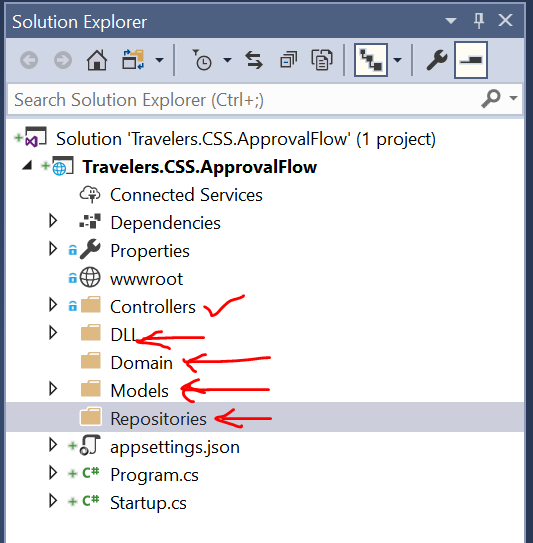 Solution Explorer
Search Solution Explorer (Ctrl+;)
Solution 'Travelers.CSS.ApprovalFlow' (1 project)
Travelers.CSS.ApprovalFlow
Connected Services
Dependencies
Properties
wwwroot
Controllers
DLL
Domain
Models
Repositories
appsettings.json
C# Program.cs
C# Startup.cs